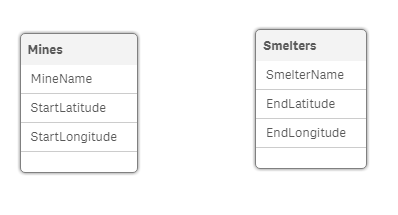 Mines
MineName
StartLatitude
StartLongitude
Smelters
SmelterName
EndLatitude
EndLongitude